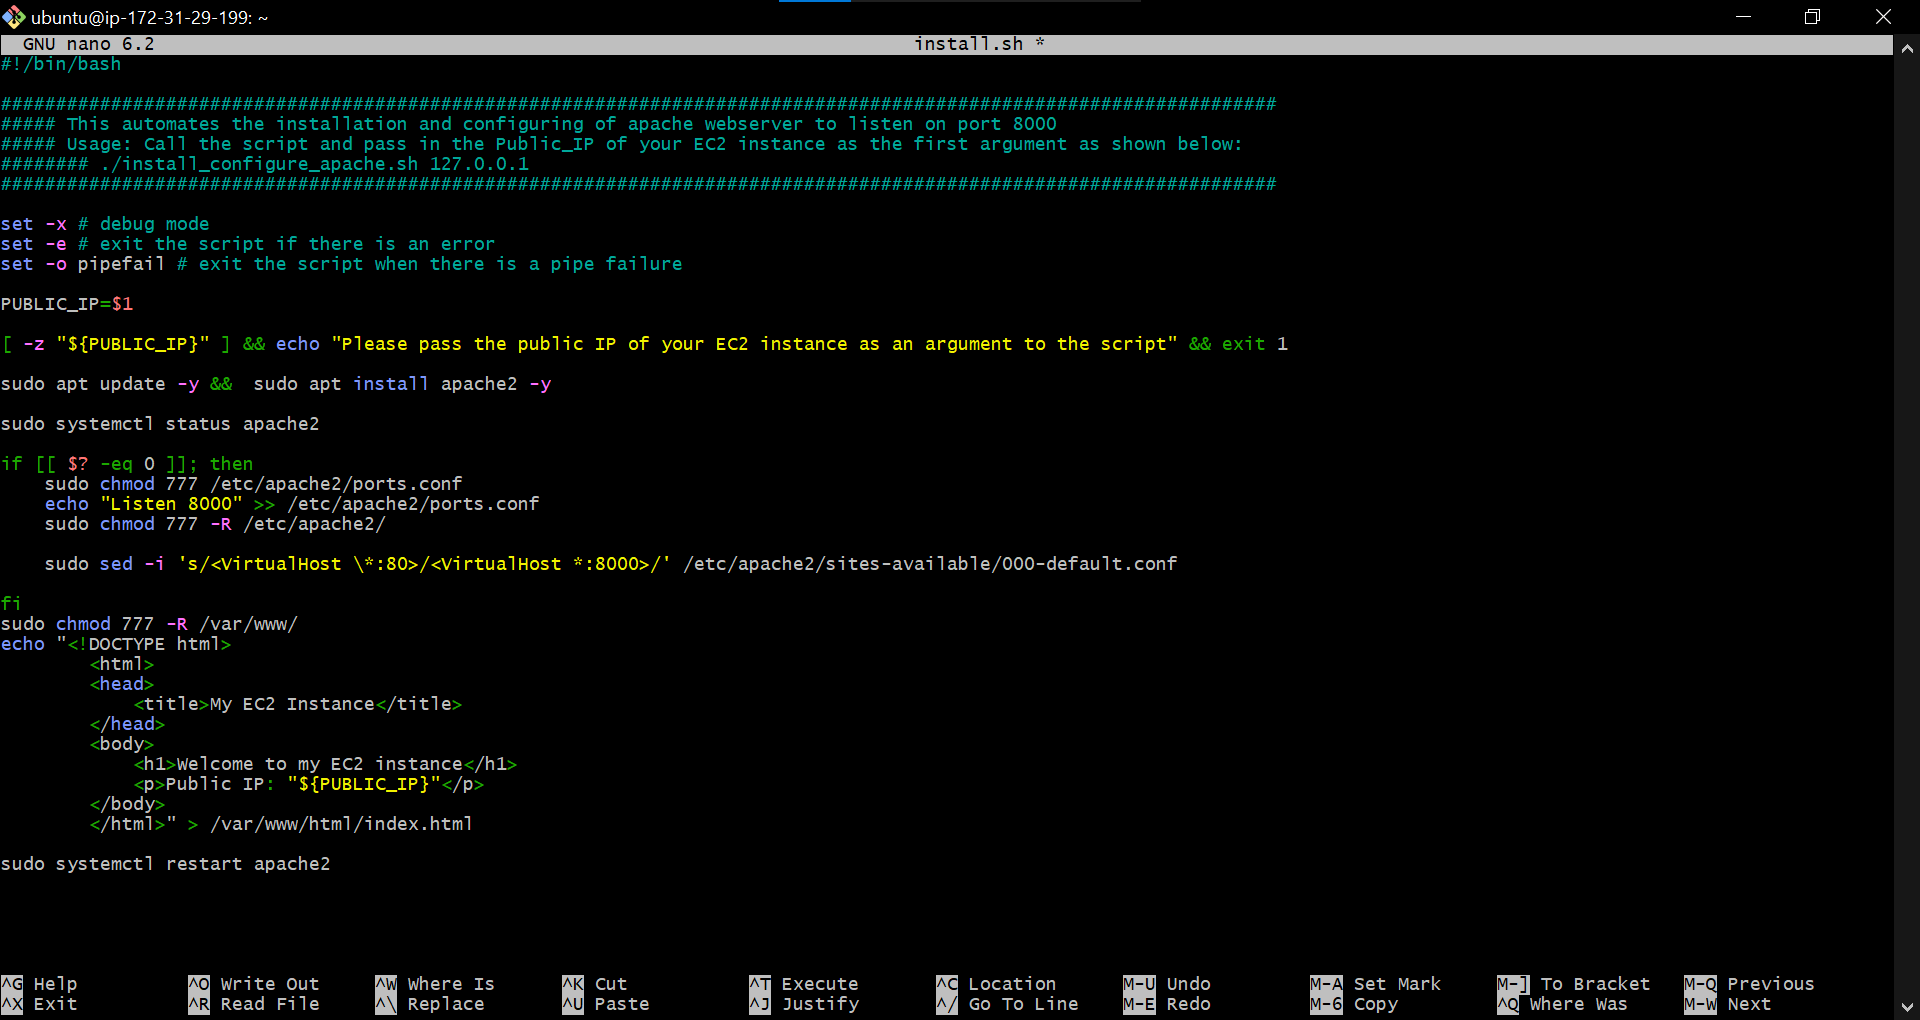 ubuntu@ip-172-31-29-199: ~
GNU nano 6.2 install.sh *
#!/bin/bash
####################################################################################################################
##### This automates the installation and configuring of apache webserver to listen on port 8000
##### Usage: Call the script and pass in the Public_IP of your EC2 instance as the first argument as shown below:
######## ./install_configure_apache.sh 127.0.0.1
####################################################################################################################
set -x # debug mode
set -e # exit the script if there is an error
set -o pipefail # exit the script when there is a pipe failure
PUBLIC_IP=$1
[ -z "${PUBLIC_IP}" ] && echo "Please pass the public IP of your EC2 instance as an argument to the script" && exit 1
sudo apt update -y &&  sudo apt install apache2 -y
sudo systemctl status apache2
if [[ $? -eq 0 ]]; then
    sudo chmod 777 /etc/apache2/ports.conf
    echo "Listen 8000" >> /etc/apache2/ports.conf
    sudo chmod 777 -R /etc/apache2/
    sudo sed -i 's/<VirtualHost \*:80>/<VirtualHost *:8000>/' /etc/apache2/sites-available/000-default.conf
fi
sudo chmod 777 -R /var/www/
echo "<!DOCTYPE html>
        <html>
        <head>
            <title>My EC2 Instance</title>
        </head>
        <body>
            <h1>Welcome to my EC2 instance</h1>
            <p>Public IP: "${PUBLIC_IP}"</p>
        </body>
        </html>" > /var/www/html/index.html
sudo systemctl restart apache2
^G Help ^O Write Out ^W Where Is ^K Cut ^T Execute ^C Location M-U Undo M-A Set Mark M-] To Bracket M-Q Previous
^X Exit ^R Read File ^\ Replace ^U Paste ^J Justify ^/ Go To Line M-E Redo M-6 Copy ^Q Where Was M-W Next